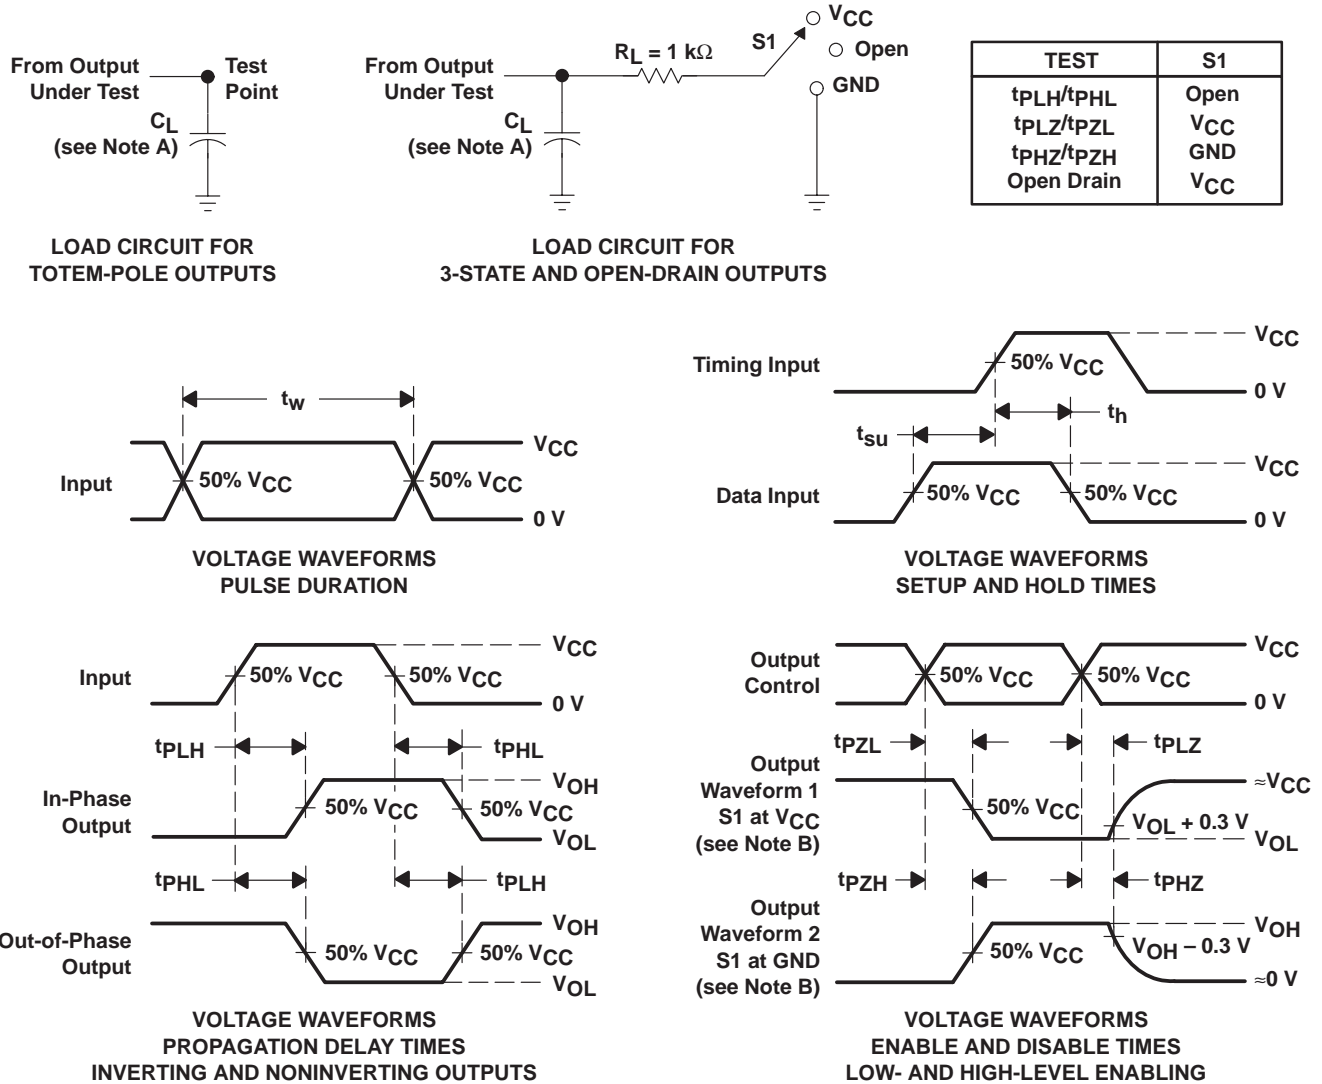 From Output
Under Test
Test
Point
CL
(see Note A)
LOAD CIRCUIT FOR
TOTEM-POLE OUTPUTS
From Output
Under Test
RL = 1 kΩ
S1
VCC
Open
GND
CL
(see Note A)
LOAD CIRCUIT FOR
3-STATE AND OPEN-DRAIN OUTPUTS
TEST S1
tPLH/tPHL Open
tPLZ/tPZL VCC
tPHZ/tPZH GND
Open Drain VCC
tw
Input
50% VCC
50% VCC
VCC
0 V
VOLTAGE WAVEFORMS
PULSE DURATION
Timing Input
50% VCC
VCC
0 V
tsu
th
Data Input
50% VCC
50% VCC
VCC
0 V
VOLTAGE WAVEFORMS
SETUP AND HOLD TIMES
Input
50% VCC
50% VCC
VCC
0 V
tPLH
tPHL
In-Phase
Output
50% VCC
50% VCC
VOH
VOL
tPHL
tPLH
Out-of-Phase
Output
50% VCC
50% VCC
VOH
VOL
VOLTAGE WAVEFORMS
PROPAGATION DELAY TIMES
INVERTING AND NONINVERTING OUTPUTS
Output
Control
50% VCC
50% VCC
VCC
0 V
tPZL
tPLZ
Output
Waveform 1
S1 at VCC
(see Note B)
50% VCC
VOL + 0.3 V
≈VCC
VOL
tPZH
tPHZ
Output
Waveform 2
S1 at GND
(see Note B)
50% VCC
VOH − 0.3 V
VOH
≈0 V
VOLTAGE WAVEFORMS
ENABLE AND DISABLE TIMES
LOW- AND HIGH-LEVEL ENABLING